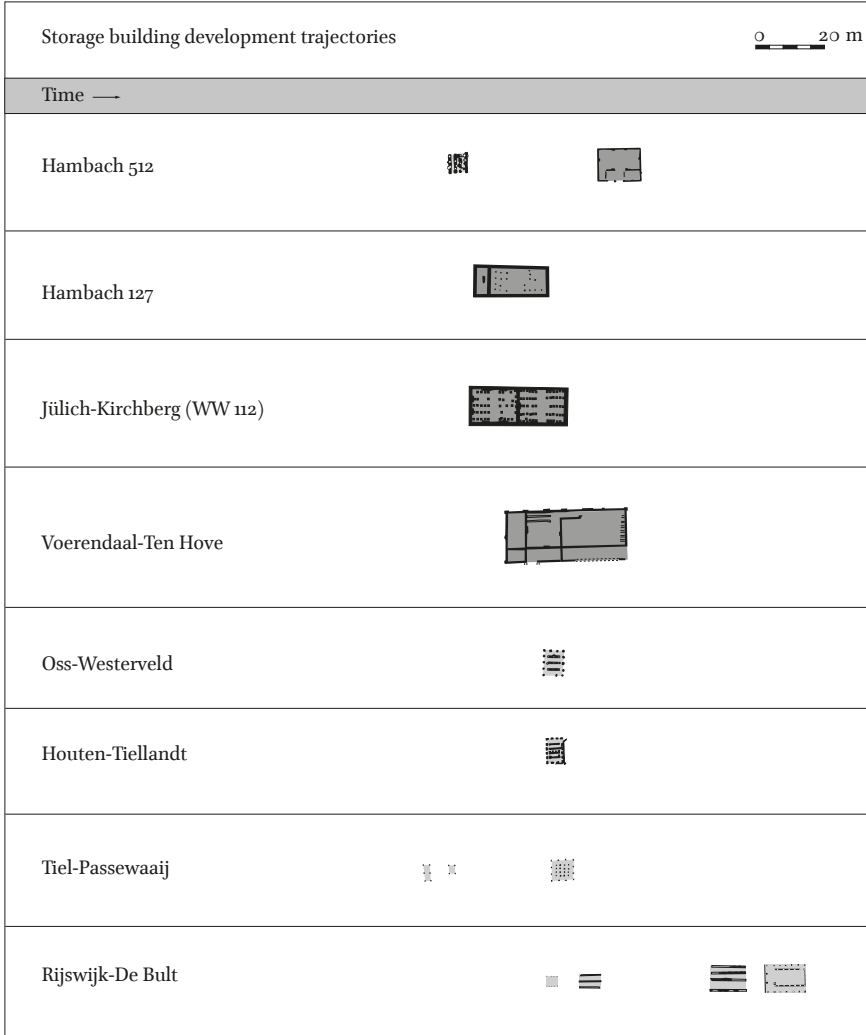 Storage building development trajectories
0 20 m
Time →
Hambach 512
Hambach 127
Jülich-Kirchberg (WW 112)
Voerendaal-Ten Hove
Oss-Westerveld
Houten-Tiellandt
Tiel-Passewaaij
Rijswijk-De Bult